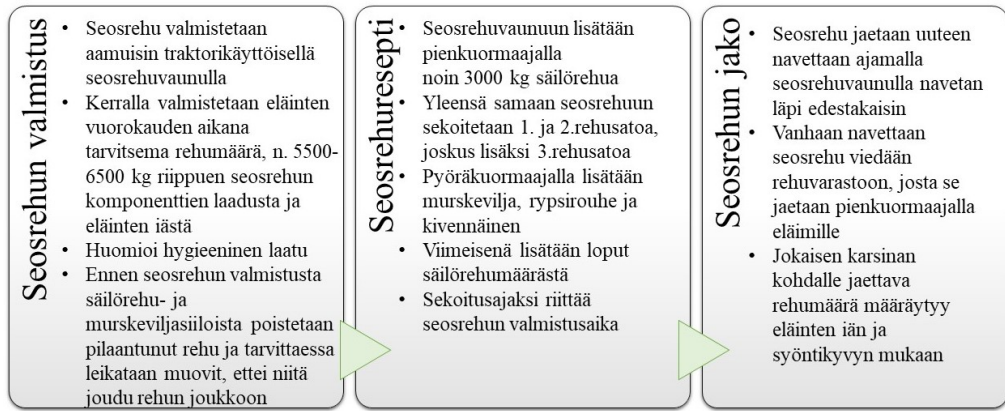 Seosrehun valmistus
• Seosrehu valmistetaan
aamuisin traktorikäyttöisellä
seosrehuvaunulla
• Kerralla valmistetaan eläinten
vuorokauden aikana
tarvitsema rehumäärä, n. 5500-
6500 kg riippuen seosrehun
komponenttien laadusta ja
eläinten iästä
• Huomioi hygieeninen laatu
• Ennen seosrehun valmistusta
säilörehu- ja
murskeviljasiiloista poistetaan
pilaantunut rehu ja tarvittaessa
leikataan muovit, ettei niitä
joudu rehun joukkoon
Seosrehuresepti
• Seosrehuvaunuun lisätään
pienkuormaajalla
noin 3000 kg säilörehua
• Yleensä samaan seosrehuun
sekoitetaan 1. ja 2.rehusatoa,
joskus lisäksi 3.rehusatoa
• Pyöräkuormaajalla lisätään
murskevilja, rypsirouhe ja
kivennäinen
• Viimeisenä lisätään loput
säilörehumäärästä
• Sekoitusajaksi riittää
seosrehun valmistusaika
Seosrehun jako
• Seosrehu jaetaan uuteen
navettaan ajamalla
seosrehuvaunulla navetan
läpi edestakaisin
• Vanhaan navettaan
seosrehu viedään
rehuvarastoon, josta se
jaetaan pienkuormaajalla
eläimille
• Jokaisen karsinan
kohdalle jaettava
rehumäärä määräytyy
eläinten iän ja
syöntikyvyn mukaan